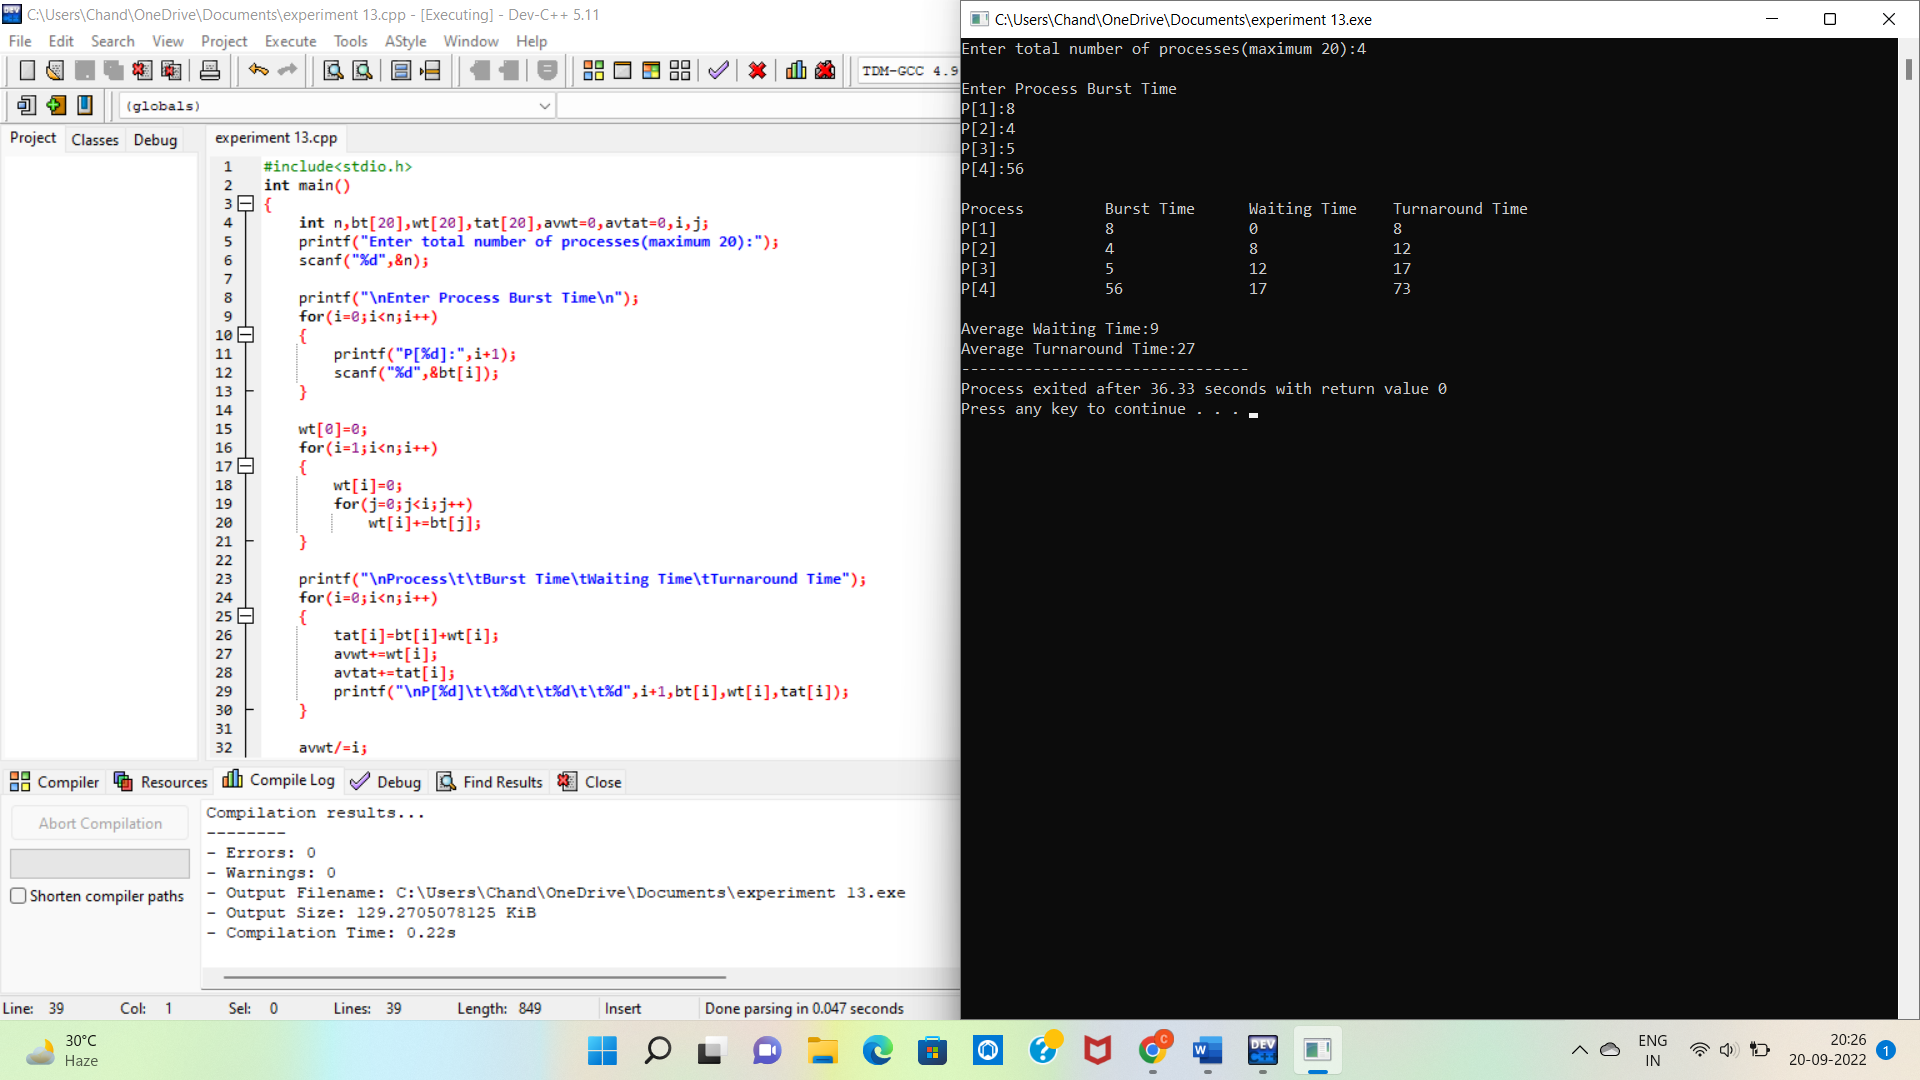 C:\Users\Chand\OneDrive\Documents\experiment 13.cpp - [Executing] - Dev-C++ 5.11
File Edit Search View Project Execute Tools AStyle Window Help
TDM-GCC 4.9
(globals)
Project Classes Debug
experiment 13.cpp
1 #include<stdio.h>
2 int main()
3 {
4 int n,bt[20],wt[20],tat[20],avwt=0,avtat=0,i,j;
5 printf("Enter total number of processes(maximum 20):");
6 scanf("%d",&n);
7
8 printf("\nEnter Process Burst Time\n");
9 for(i=0;i<n;i++)
10 {
11 printf("P[%d]:",i+1);
12 scanf("%d",&bt[i]);
13 }
14
15 wt[0]=0;
16 for(i=1;i<n;i++)
17 {
18 wt[i]=0;
19 for(j=0;j<i;j++)
20 wt[i]+=bt[j];
21 }
22
23 printf("\nProcess\t\tBurst Time\tWaiting Time\tTurnaround Time");
24 for(i=0;i<n;i++)
25 {
26 tat[i]=bt[i]+wt[i];
27 avwt+=wt[i];
28 avtat+=tat[i];
29 printf("\nP[%d]\t\t%d\t\t%d\t\t%d",i+1,bt[i],wt[i],tat[i]);
30 }
31
32 avwt/=i;
Compiler Resources Compile Log Debug Find Results Close
Abort Compilation
Shorten compiler paths
Compilation results...
--------
- Errors: 0
- Warnings: 0
- Output Filename: C:\Users\Chand\OneDrive\Documents\experiment 13.exe
- Output Size: 129.2705078125 KiB
- Compilation Time: 0.22s
Line: 39 Col: 1 Sel: 0 Lines: 39 Length: 849 Insert Done parsing in 0.047 seconds
C:\Users\Chand\OneDrive\Documents\experiment 13.exe
Enter total number of processes(maximum 20):4
Enter Process Burst Time
P[1]:8
P[2]:4
P[3]:5
P[4]:56
Process Burst Time Waiting Time Turnaround Time
P[1] 8 0 8
P[2] 4 8 12
P[3] 5 12 17
P[4] 56 17 73
Average Waiting Time:9
Average Turnaround Time:27
--------------------------------
Process exited after 36.33 seconds with return value 0
Press any key to continue . . .
30°C
Haze
DEV
C++
C
W
ENG
IN
20:26
20-09-2022
1